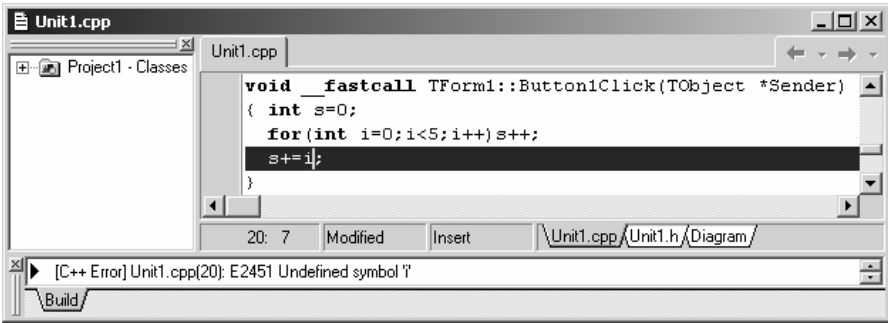 Unit1.cpp
Project1 - Classes
Unit1.cpp
void __fastcall TForm1::Button1Click(TObject *Sender)
{ int s=0;
for(int i=0;i<5;i++)s++;
s+=i;
}
20: 7 Modified Insert Unit1.cpp Unit1.h Diagram
[C++ Error] Unit1.cpp(20): E2451 Undefined symbol 'i'
Build